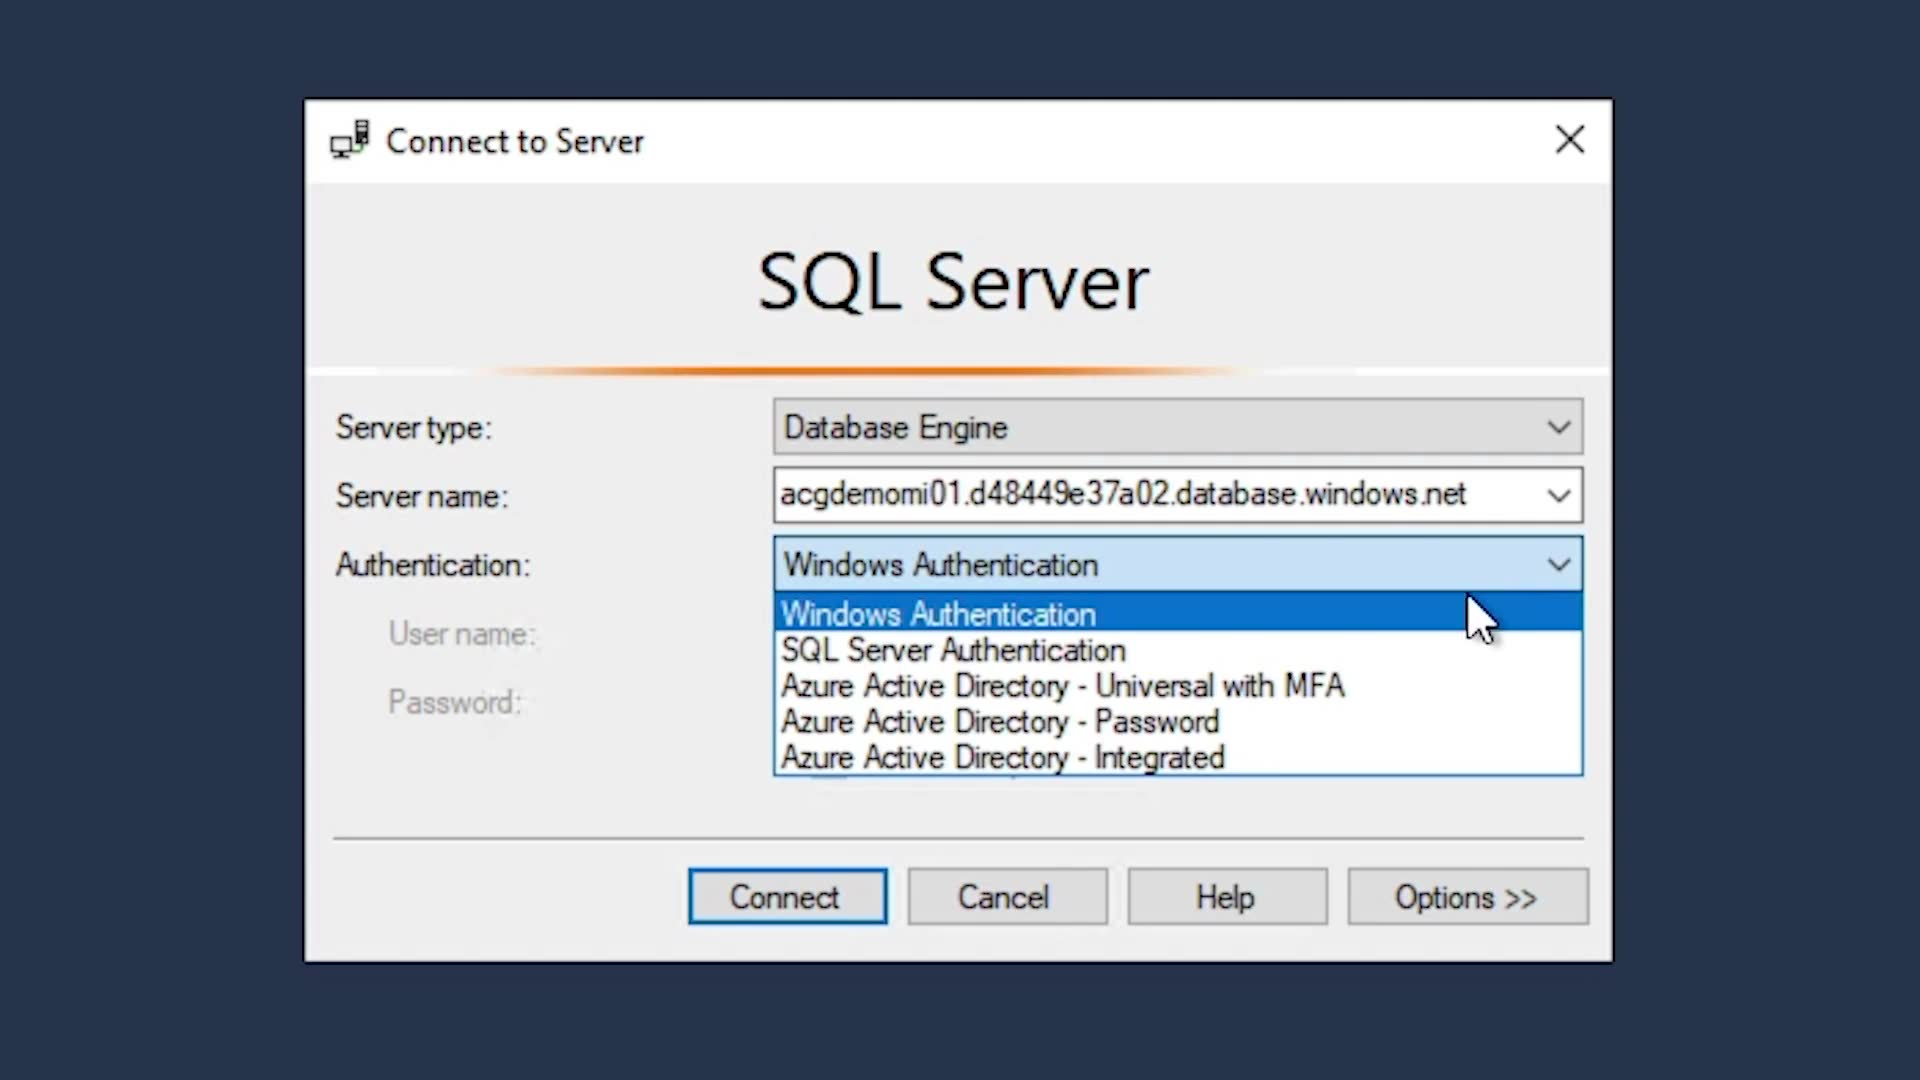 Connect to Server
SQL Server
Server type:
Database Engine
Server name:
acgdemomi01.d48449e37a02.database.windows.net
Authentication:
Windows Authentication
Windows Authentication
SQL Server Authentication
Azure Active Directory - Universal with MFA
Azure Active Directory - Password
Azure Active Directory - Integrated
User name:
Password:
Connect
Cancel
Help
Options >>